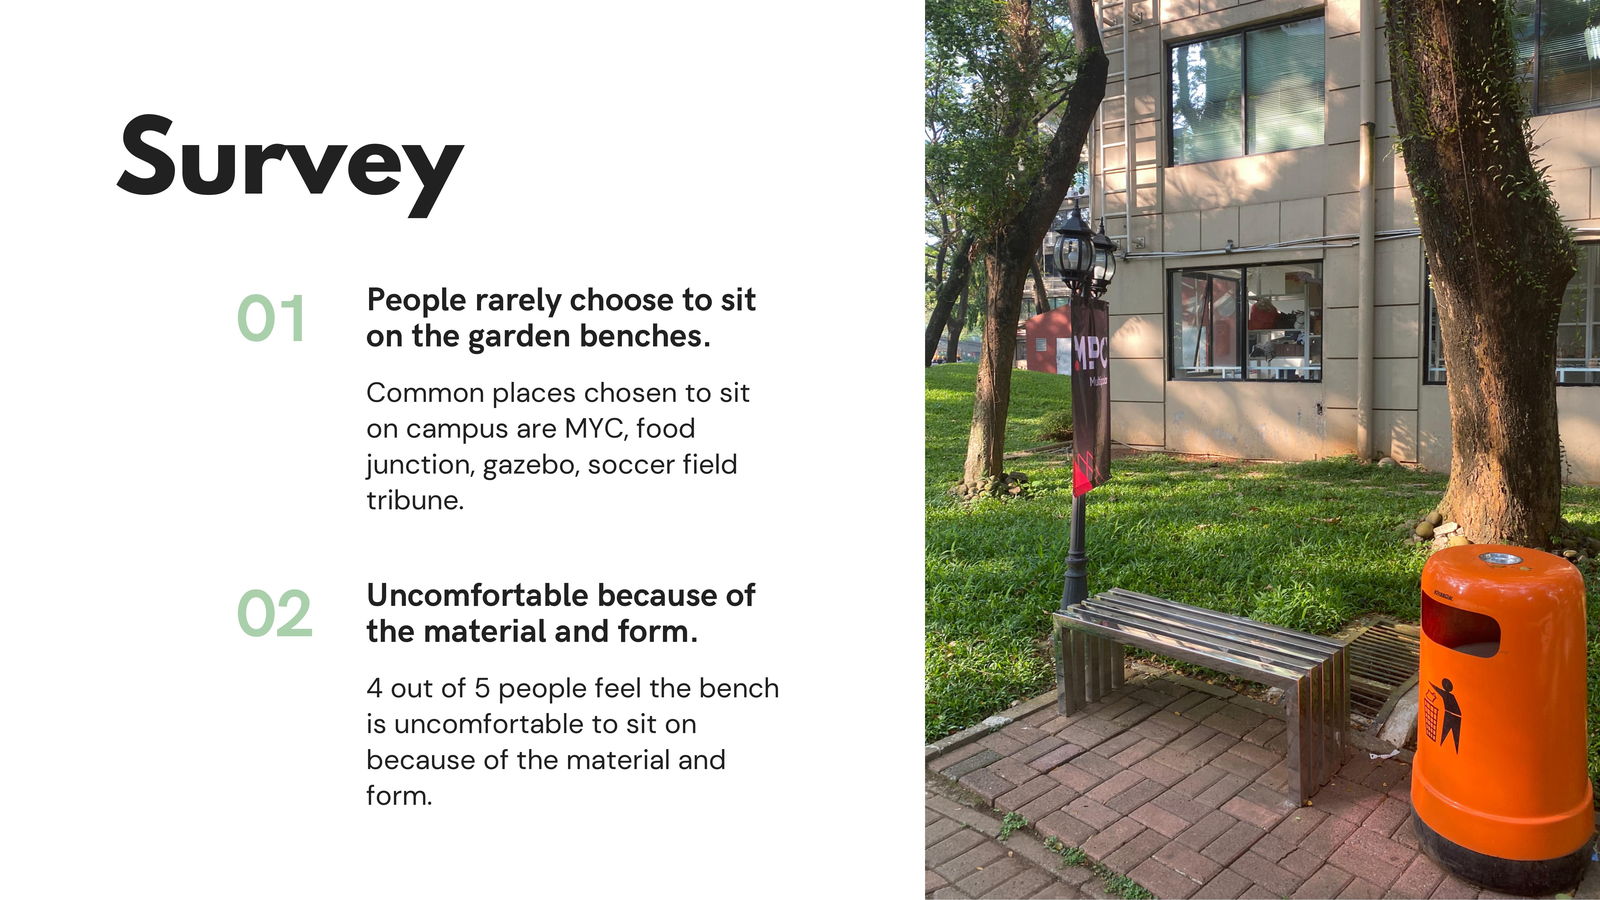 Survey
01
People rarely choose to sit
on the garden benches.
Common places chosen to sit
on campus are MYC, food
junction, gazebo, soccer field
tribune.
02
Uncomfortable because of
the material and form.
4 out of 5 people feel the bench
is uncomfortable to sit on
because of the material and
form.
MPC